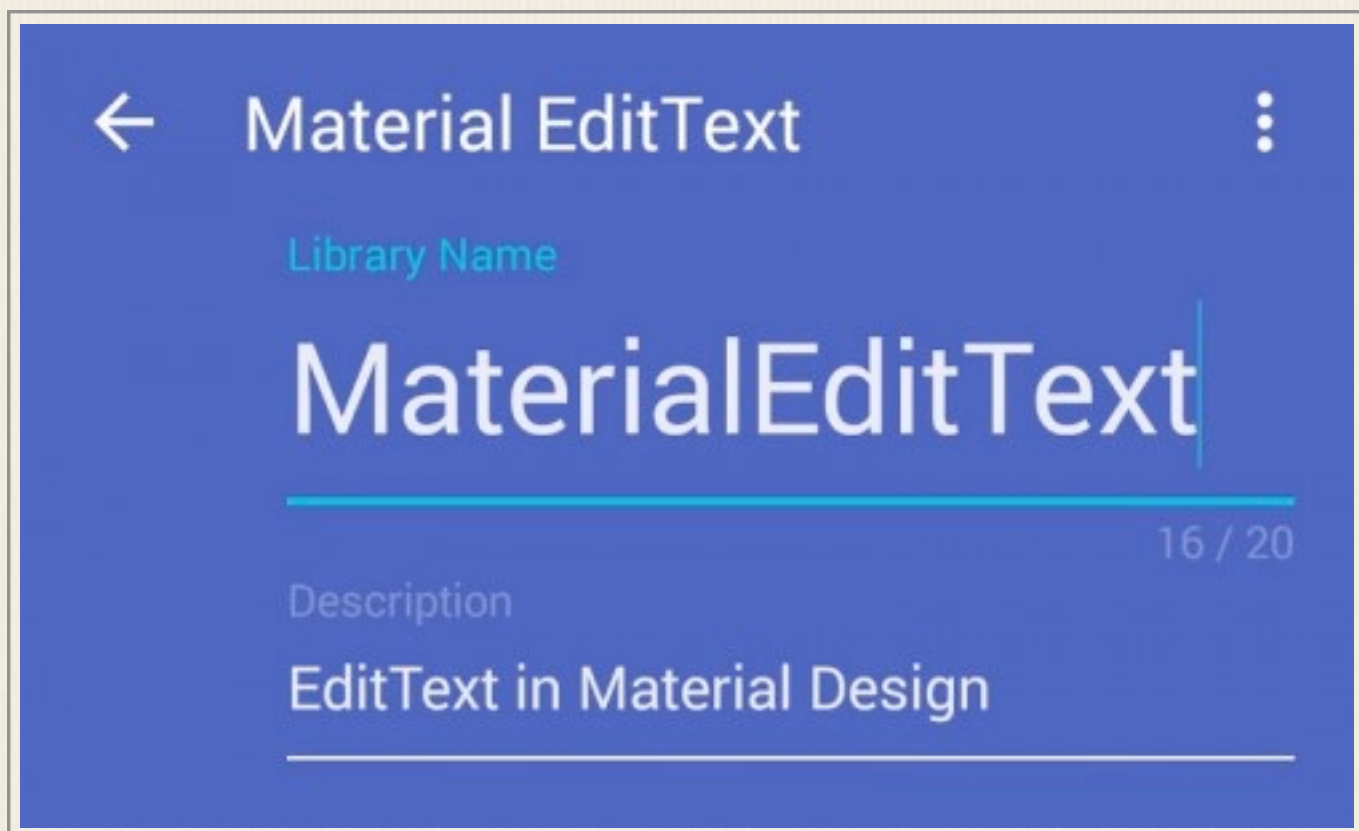 Material EditText
Library Name
MaterialEditText
16 / 20
Description
EditText in Material Design